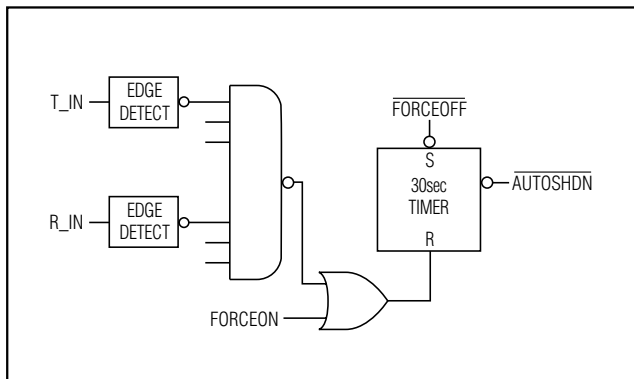 T_IN
EDGE
DETECT
R_IN
EDGE
DETECT
FORCEON
FORCEOFF
S
30sec
TIMER
R
AUTOSHDN